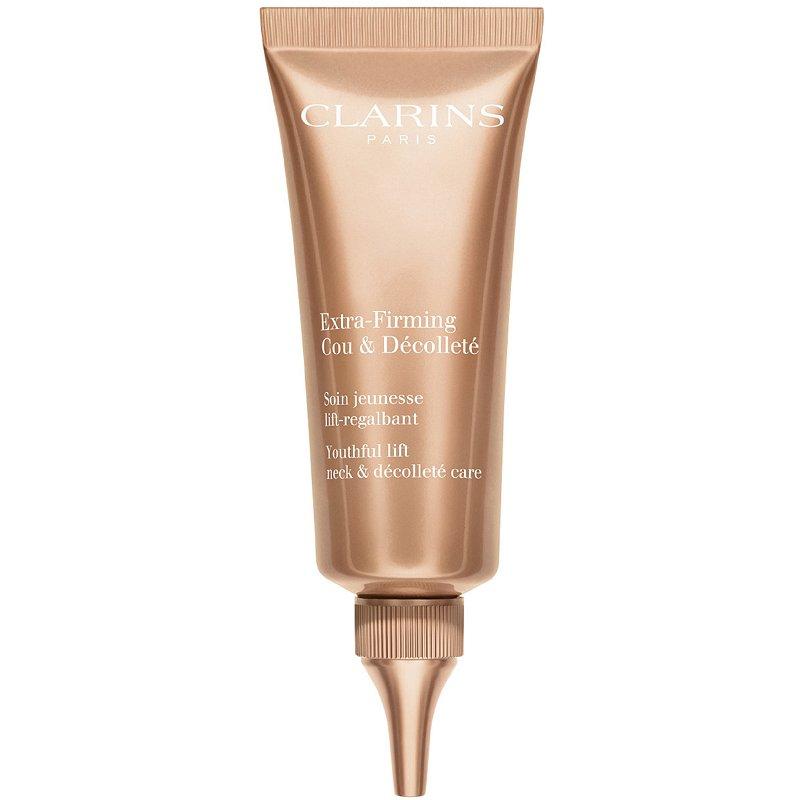 CLARINS
PARIS
Extra-Firming
Cou & Décolleté
Soin jeunesse
lift-regalbant
Youthful lift
neck & décolleté care